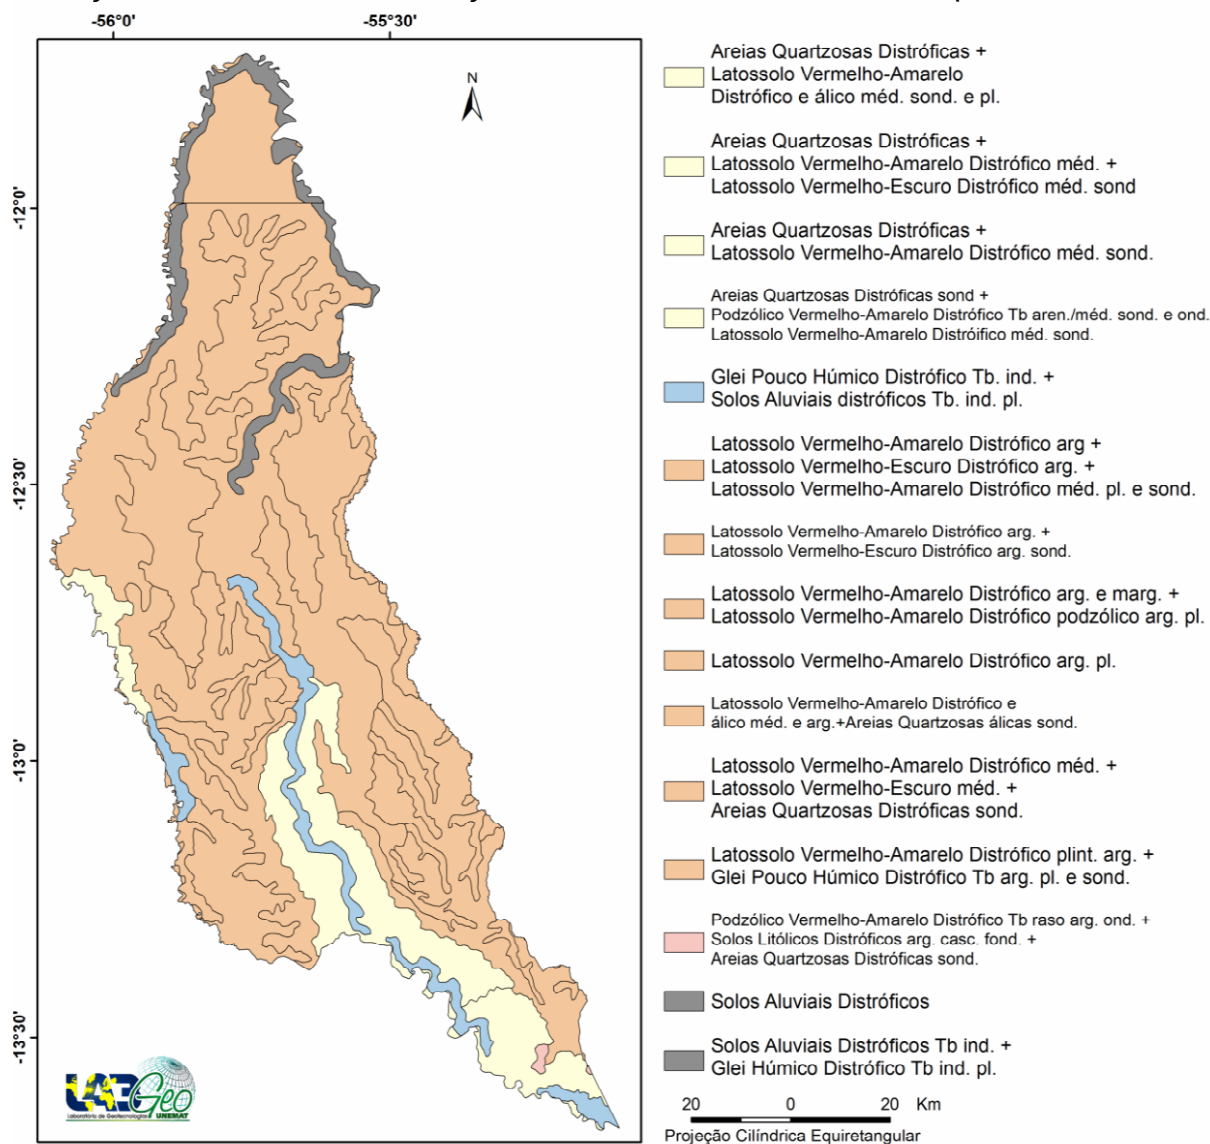 -56°0'
-55°30'
N
-12°0'
-12°30'
-13°0'
-13°30'
Areias Quartzosas Distróficas +
Latossolo Vermelho-Amarelo
Distrófico e álico méd. sond. e pl.
Areias Quartzosas Distróficas +
Latossolo Vermelho-Amarelo Distrófico méd. +
Latossolo Vermelho-Escuro Distrófico méd. sond
Areias Quartzosas Distróficas +
Latossolo Vermelho-Amarelo Distrófico méd. sond.
Areias Quartzosas Distróficas sond +
Podzólico Vermelho-Amarelo Distrófico Tb aren./méd. sond. e ond.
Latossolo Vermelho-Amarelo Distróifico méd. sond.
Glei Pouco Húmico Distrófico Tb. ind. +
Solos Aluviais distróficos Tb. ind. pl.
Latossolo Vermelho-Amarelo Distrófico arg +
Latossolo Vermelho-Escuro Distrófico arg. +
Latossolo Vermelho-Amarelo Distrófico méd. pl. e sond.
Latossolo Vermelho-Amarelo Distrófico arg. +
Latossolo Vermelho-Escuro Distrófico arg. sond.
Latossolo Vermelho-Amarelo Distrófico arg. e marg. +
Latossolo Vermelho-Amarelo Distrófico podzólico arg. pl.
Latossolo Vermelho-Amarelo Distrófico arg. pl.
Latossolo Vermelho-Amarelo Distrófico e
álico méd. e arg.+Areias Quartzosas álicas sond.
Latossolo Vermelho-Amarelo Distrófico méd. +
Latossolo Vermelho-Escuro méd. +
Areias Quartzosas Distróficas sond.
Latossolo Vermelho-Amarelo Distrófico plint. arg. +
Glei Pouco Húmico Distrófico Tb arg. pl. e sond.
Podzólico Vermelho-Amarelo Distrófico Tb raso arg. ond. +
Solos Litólicos Distróficos arg. casc. fond. +
Areias Quartzosas Distróficas sond.
Solos Aluviais Distróficos
Solos Aluviais Distróficos Tb ind. +
Glei Húmico Distrófico Tb ind. pl.
20 0 20 Km
Projeção Cilíndrica Equiretangular
LABGeo
UNEMAT
Laboratório de Geotecnologias